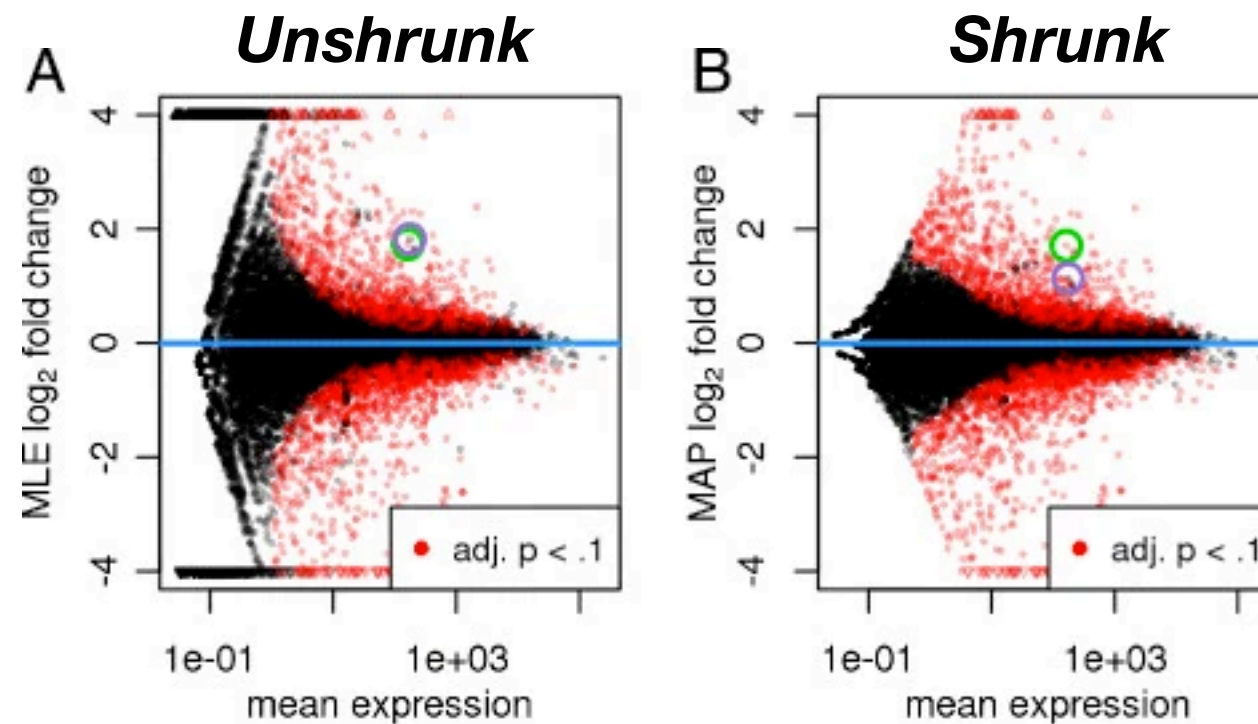 Unshrunk
Shrunk
A
B
4
2
0
-2
-4
MLE log₂ fold change
adj. p < .1
1e-01
1e+03
mean expression
4
2
0
-2
-4
MAP log₂ fold change
adj. p < .1
1e-01
1e+03
mean expression